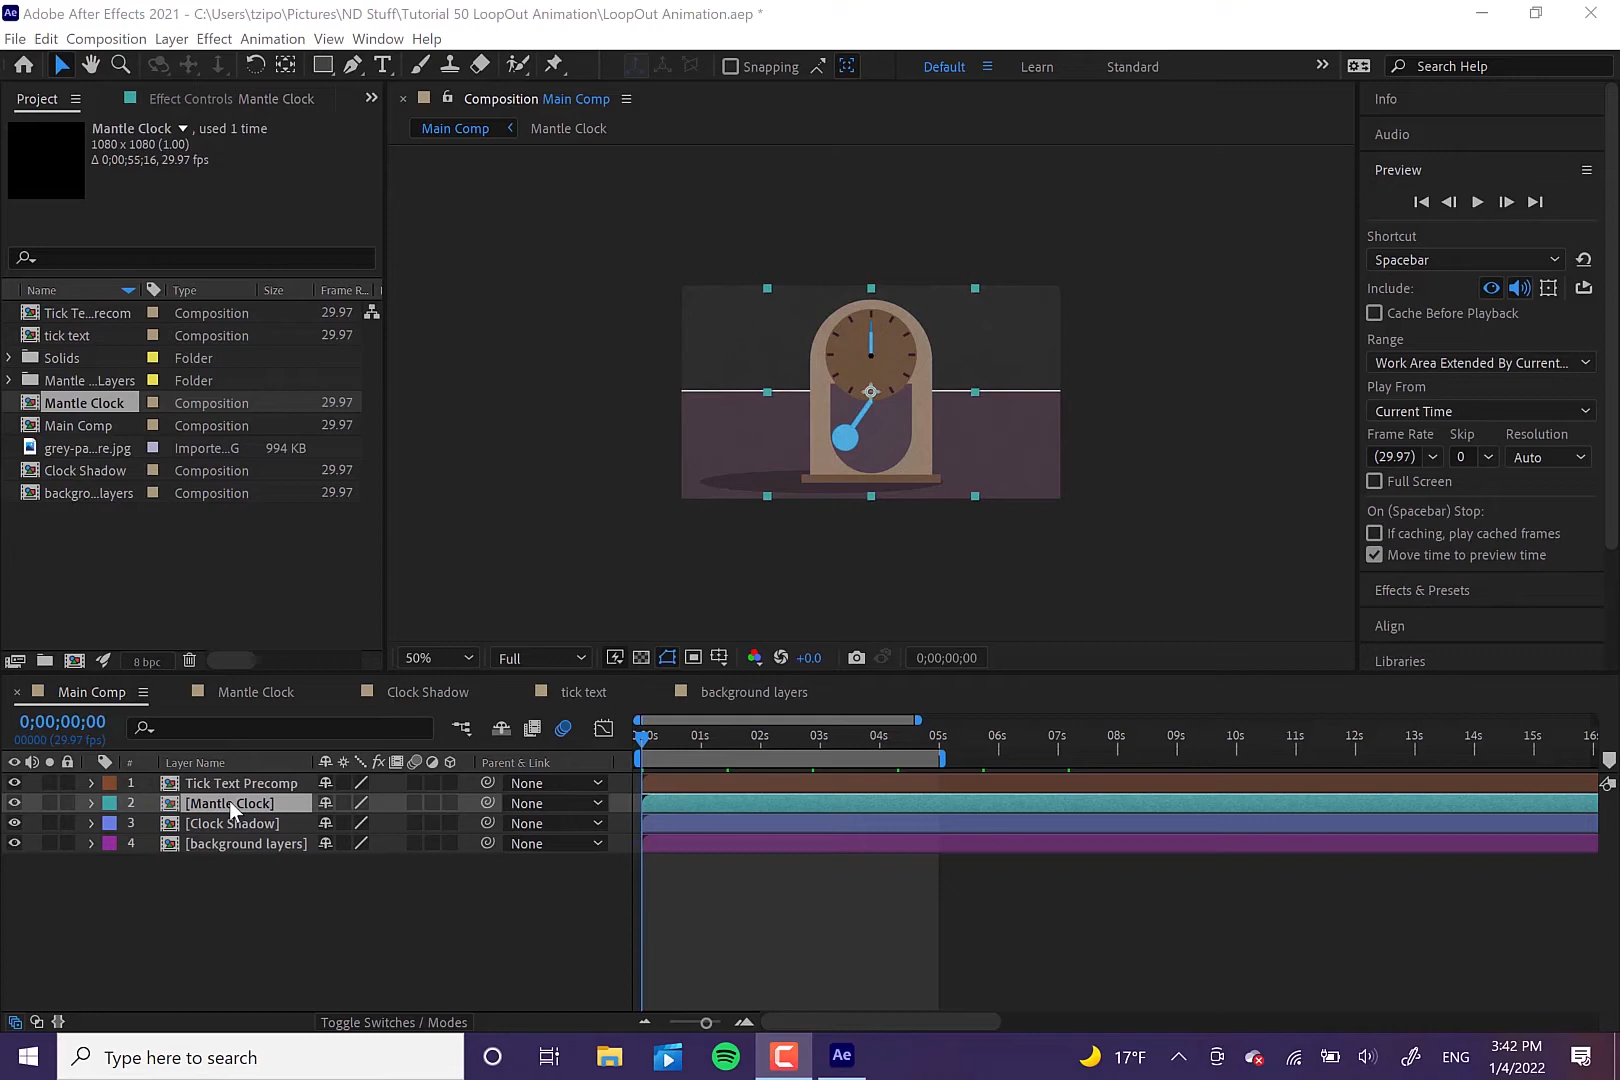 Adobe After Effects 2021 - C:\Users\tzipo\Pictures\ND Stuff\Tutorial 50 LoopOut Animation\LoopOut Animation.aep *
File Edit Composition Layer Effect Animation View Window Help
Snapping
Default
Learn
Standard
Search Help
Project
Effect Controls Mantle Clock
Mantle Clock ▼ , used 1 time
1080 x 1080 (1.00)
Δ 0;00;55;16, 29.97 fps
Name Type Size Frame R...
Tick Te...recom Composition 29.97
tick text Composition 29.97
Solids Folder
Mantle ...Layers Folder
Mantle Clock Composition 29.97
Main Comp Composition 29.97
grey-pa...re.jpg Importe...G 994 KB
Clock Shadow Composition 29.97
backgro...layers Composition 29.97
8 bpc
Composition Main Comp
Main Comp Mantle Clock
50% Full +0.0 0;00;00;00
Info
Audio
Preview
Shortcut
Spacebar
Include:
Cache Before Playback
Range
Work Area Extended By Current...
Play From
Current Time
Frame Rate Skip Resolution
(29.97) 0 Auto
Full Screen
On (Spacebar) Stop:
If caching, play cached frames
Move time to preview time
Effects & Presets
Align
Libraries
Main Comp Mantle Clock Clock Shadow tick text background layers
0;00;00;00
00000 (29.97 fps)
01s 02s 03s 04s 05s 06s 07s 08s 09s 10s 11s 12s 13s 14s 15s
# Layer Name fx Parent & Link
1 Tick Text Precomp None
2 [Mantle Clock] None
3 [Clock Shadow] None
4 [background layers] None
Toggle Switches / Modes
Type here to search
Ae
17°F
ENG
3:42 PM
1/4/2022